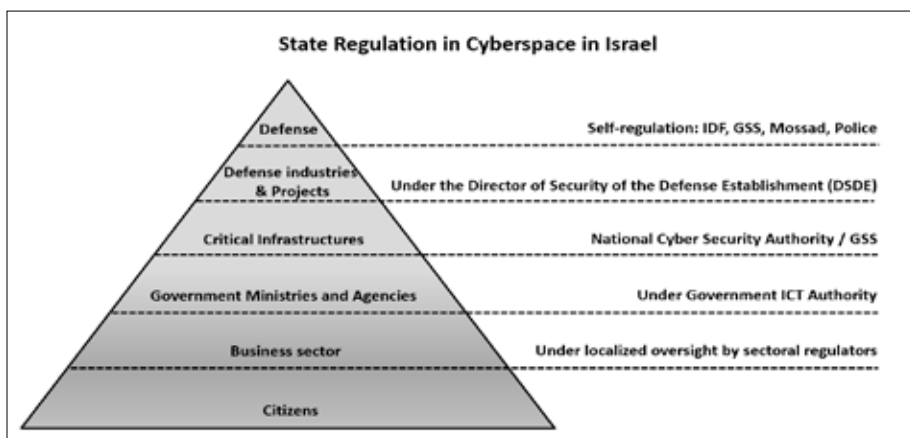 State Regulation in Cyberspace in Israel
Defense
Self-regulation: IDF, GSS, Mossad, Police
Defense industries
& Projects
Under the Director of Security of the Defense Establishment (DSDE)
Critical Infrastructures
National Cyber Security Authority / GSS
Government Ministries and Agencies
Under Government ICT Authority
Business sector
Under localized oversight by sectoral regulators
Citizens